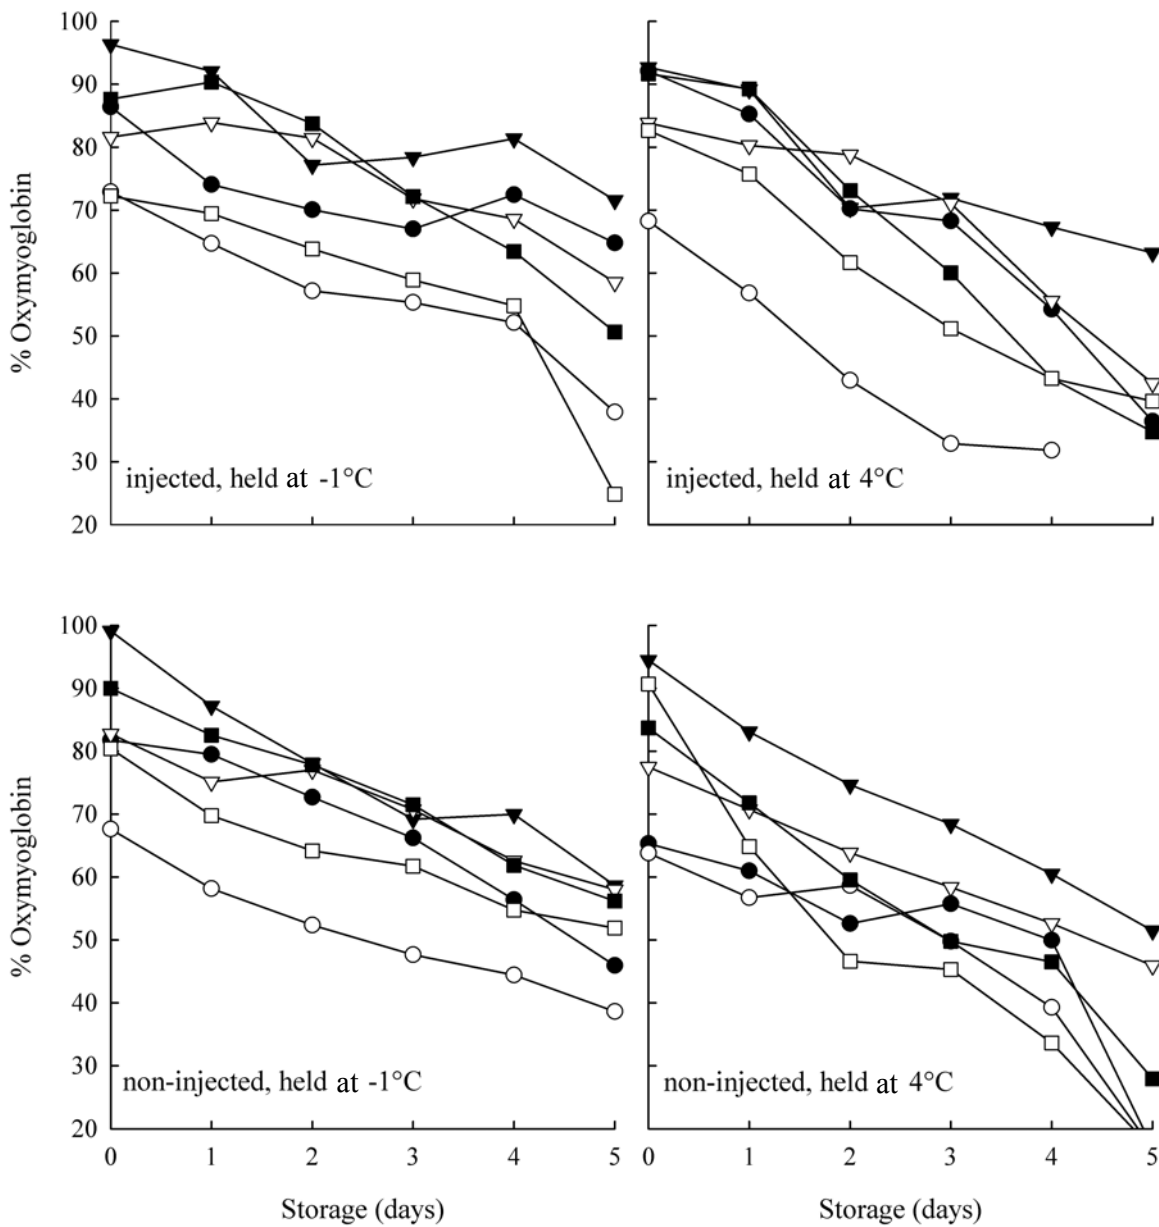 100
90
80
70
60
50
40
30
20
% Oxymyoglobin
injected, held at -1°C
injected, held at 4°C
100
90
80
70
60
50
40
30
20
% Oxymyoglobin
non-injected, held at -1°C
non-injected, held at 4°C
0 1 2 3 4 5
0 1 2 3 4 5
Storage (days)
Storage (days)